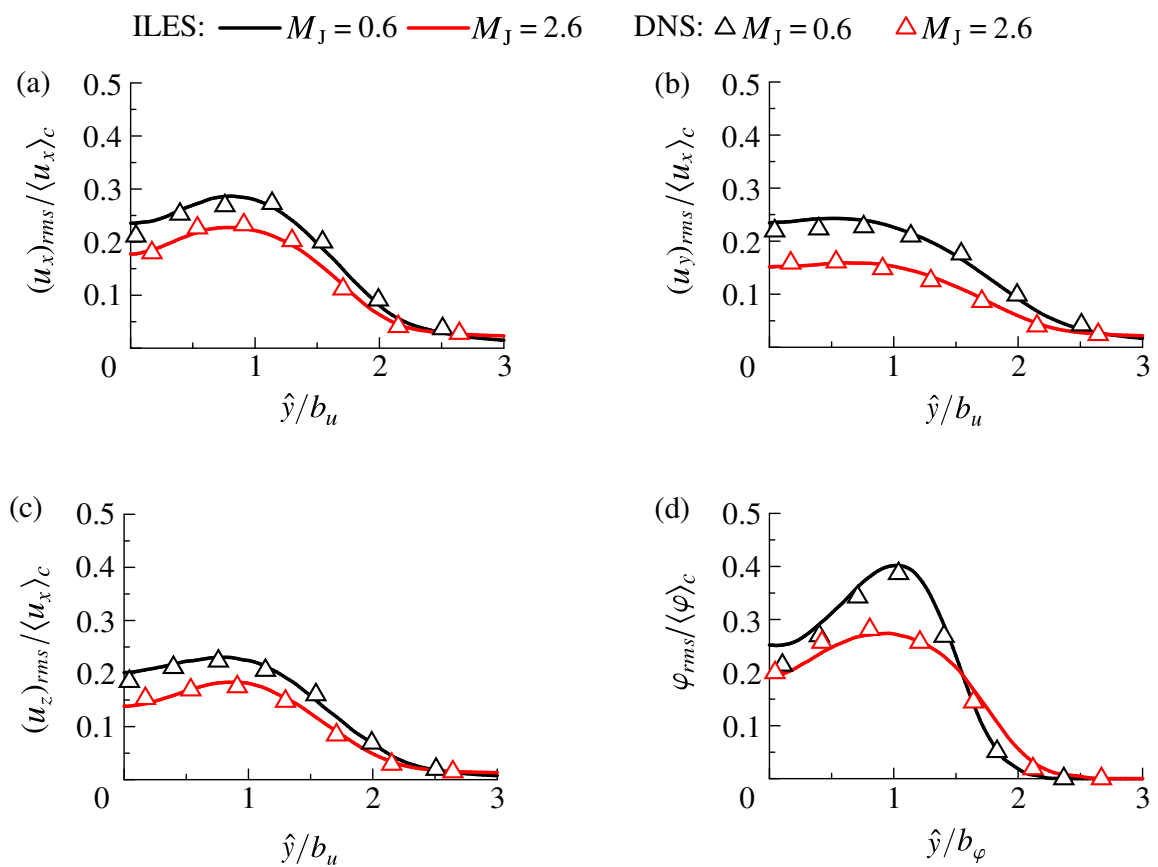 ILES: M_J = 0.6 M_J = 2.6 DNS: △ M_J = 0.6 △ M_J = 2.6
(a)
0.5
0.4
0.3
0.2
0.1
0 1 2 3
(u_x)_rms/⟨u_x⟩_c
ŷ/b_u
(b)
0.5
0.4
0.3
0.2
0.1
0 1 2 3
(u_y)_rms/⟨u_x⟩_c
ŷ/b_u
(c)
0.5
0.4
0.3
0.2
0.1
0 1 2 3
(u_z)_rms/⟨u_x⟩_c
ŷ/b_u
(d)
0.5
0.4
0.3
0.2
0.1
0 1 2 3
φ_rms/⟨φ⟩_c
ŷ/b_φ